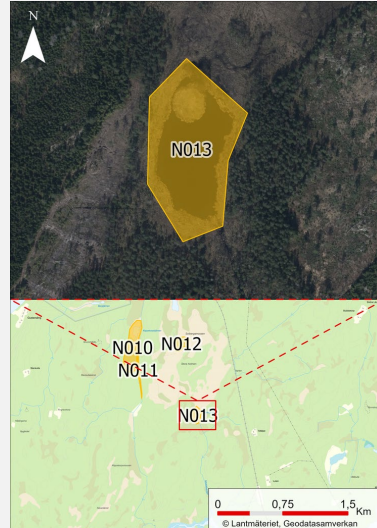 N
N013
N010
N012
N011
N013
0
0,75
1,5
Km
© Lantmäteriet, Geodatasamverkan